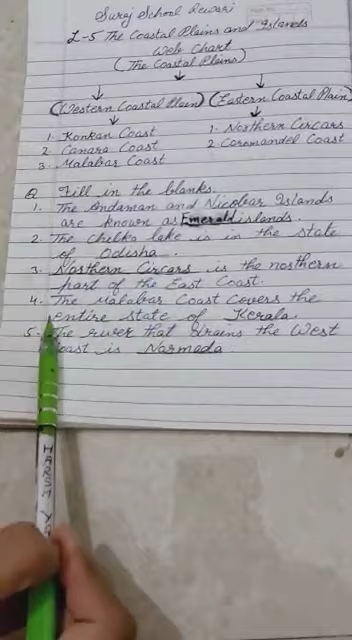 Suraj School Rewari
L-5 The Coastal Plains and Islands
Web Chart
(The Coastal Plains)
(Western Coastal Plain) (Eastern Coastal Plain)
1. Konkan Coast 1. Northern Circars
2 Canara Coast 2. Coromandel Coast
3. Malabar Coast
Q Fill in the blanks.
1. The Andaman and Nicobar Islands
are known as Emerald islands.
2. The chelka lake is in the state
of Odisha.
3. Northern Circars is the northern
part of the East Coast.
4. The Malabar Coast covers the
entire state of Kerala.
5. The river that drains the West
coast is Narmada
HARSH